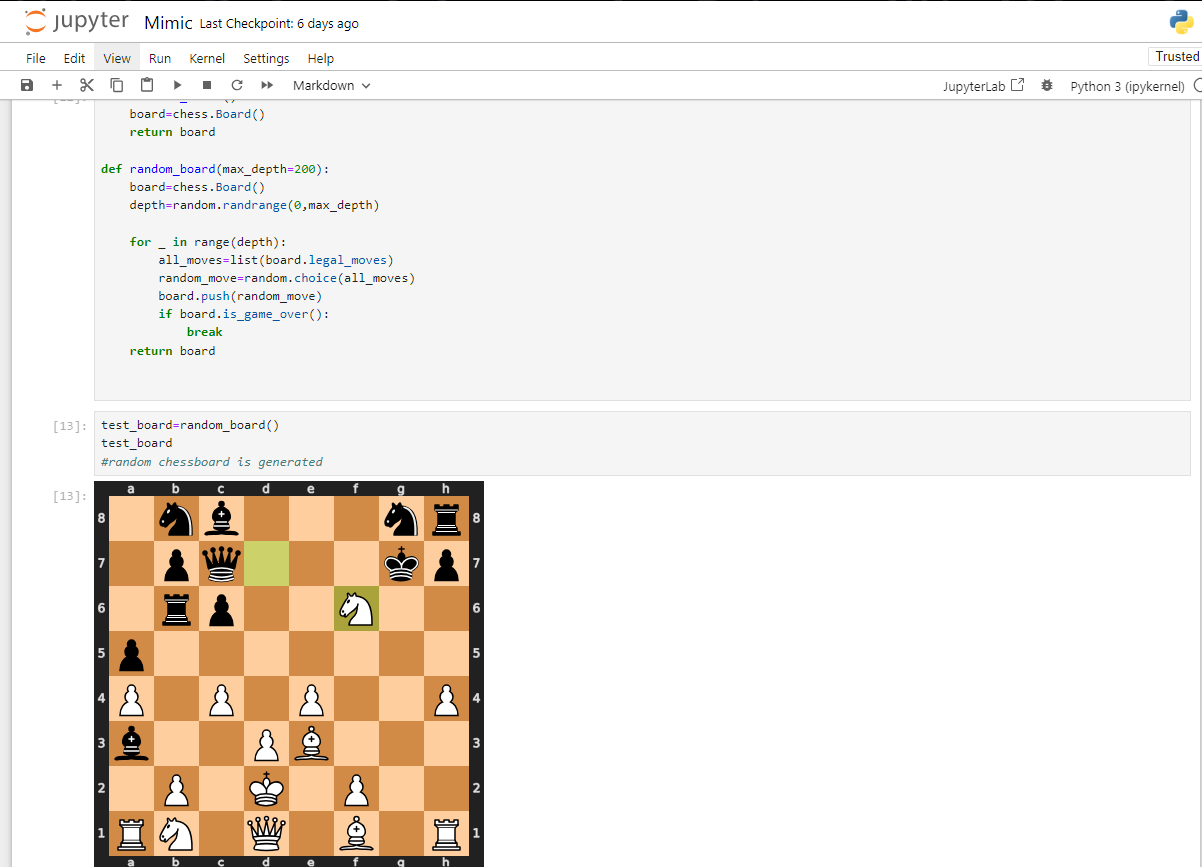 jupyter Mimic Last Checkpoint: 6 days ago
File Edit View Run Kernel Settings Help
Trusted
Markdown
JupyterLab
Python 3 (ipykernel)
board=chess.Board()
return board
def random_board(max_depth=200):
board=chess.Board()
depth=random.randrange(0,max_depth)
for _ in range(depth):
all_moves=list(board.legal_moves)
random_move=random.choice(all_moves)
board.push(random_move)
if board.is_game_over():
break
return board
[13]:
test_board=random_board()
test_board
#random chessboard is generated
[13]:
a b c d e f g h
8 8
7 7
6 6
5 5
4 4
3 3
2 2
1 1
a b c d e f g h